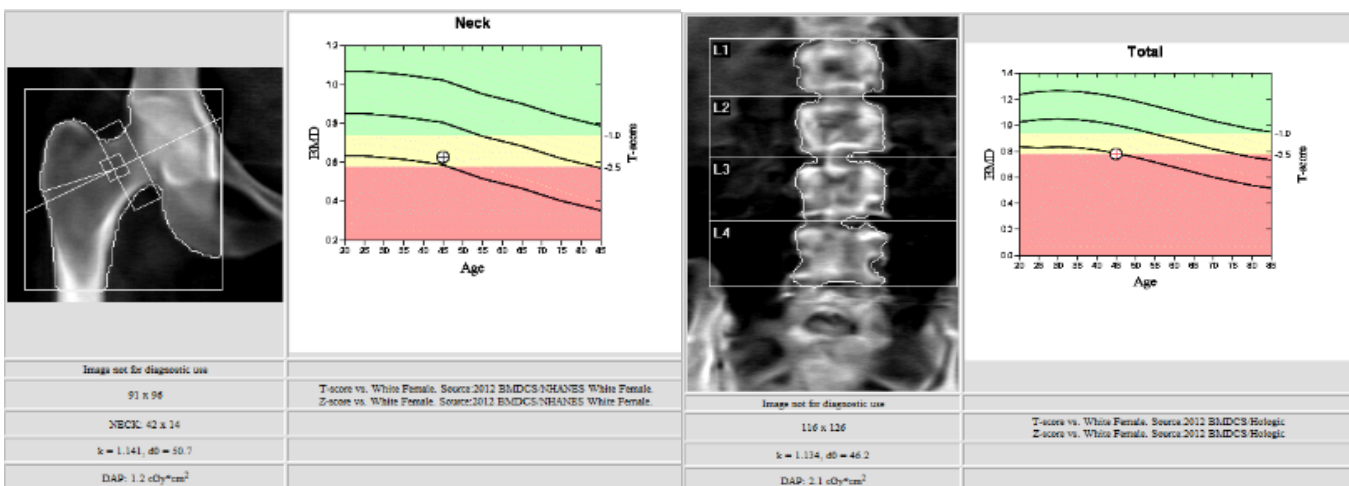 Neck
1.2
1.0
0.8
0.6
0.4
0.2
BMD
-1.0
-2.5
T-score
20 25 30 35 40 45 50 55 60 65 70 75 80 85
Age
Image not for diagnostic use
91 x 96
NECK: 42 x 14
k = 1.141, d0 = 50.7
DAP: 1.2 cGy*cm²
T-score vs. White Female. Source:2012 BMDCS/NHANES White Female.
Z-score vs. White Female. Source:2012 BMDCS/NHANES White Female.
L1
L2
L3
L4
Total
1.4
1.2
1.0
0.8
0.6
0.4
0.2
0.0
BMD
-1.0
-2.5
T-score
20 25 30 35 40 45 50 55 60 65 70 75 80 85
Age
Image not for diagnostic use
116 x 126
k = 1.134, d0 = 46.2
DAP: 2.1 cGy*cm²
T-score vs. White Female. Source:2012 BMDCS/Hologic
Z-score vs. White Female. Source:2012 BMDCS/Hologic